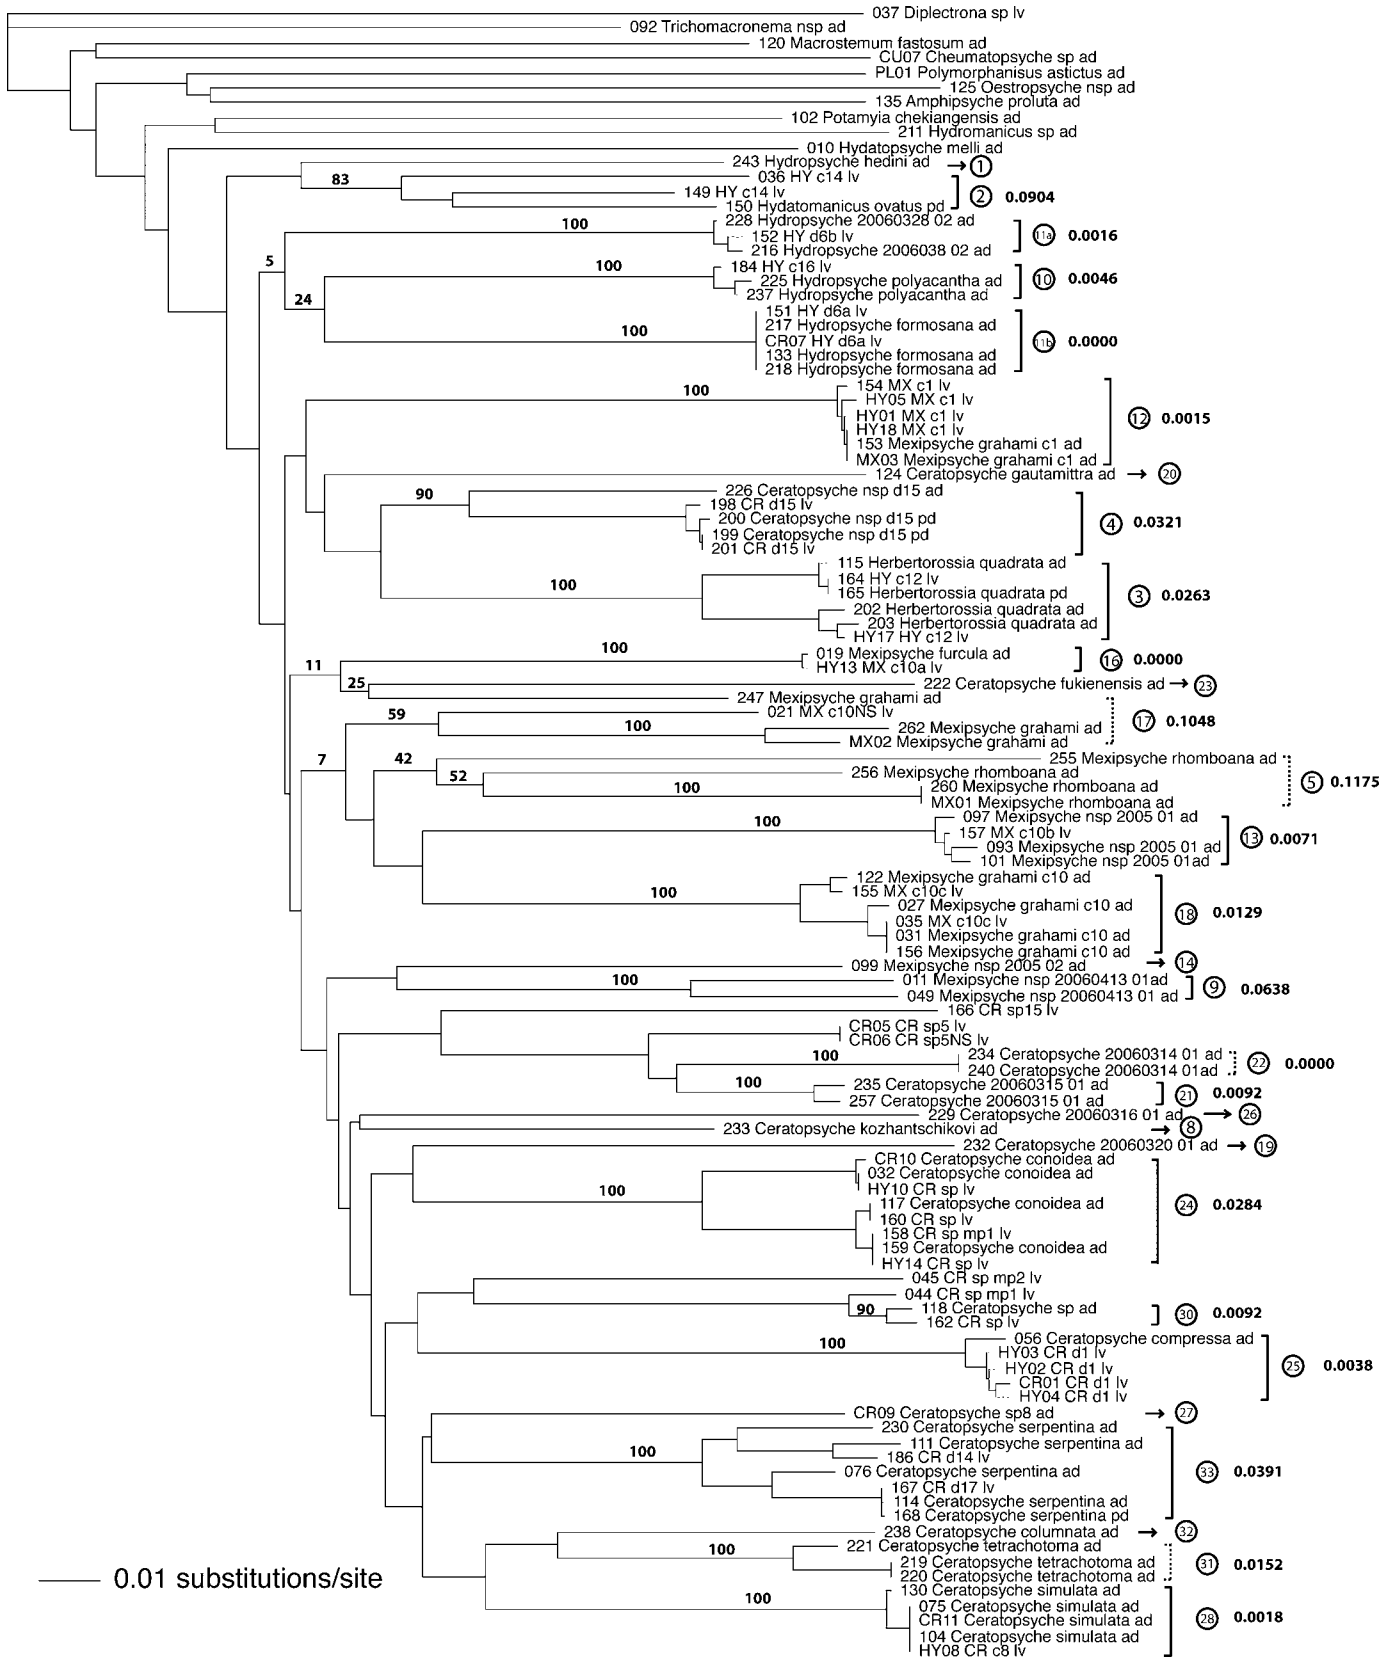 037 Diplectrona sp lv
092 Trichomacronema nsp ad
120 Macrostemum fastosum ad
CU07 Cheumatopsyche sp ad
PL01 Polymorphanisus astictus ad
125 Oestropsyche nsp ad
135 Amphipsyche proluta ad
102 Potamyia chekiangensis ad
211 Hydromanicus sp ad
010 Hydatopsyche melli ad
243 Hydropsyche hedini ad → 1
83 036 HY c14 lv
149 HY c14 lv
2 0.0904
150 Hydatomanicus ovatus pd
228 Hydropsyche 20060328 02 ad
100
152 HY d6b lv 11a 0.0016
216 Hydropsyche 2006038 02 ad
5
100 184 HY c16 lv
225 Hydropsyche polyacantha ad 10 0.0046
237 Hydropsyche polyacantha ad
24
151 HY d6a lv
217 Hydropsyche formosana ad
100
CR07 HY d6a lv 11b 0.0000
133 Hydropsyche formosana ad
218 Hydropsyche formosana ad
154 MX c1 lv
100
HY05 MX c1 lv
HY01 MX c1 lv 12 0.0015
HY18 MX c1 lv
153 Mexipsyche grahami c1 ad
MX03 Mexipsyche grahami c1 ad
124 Ceratopsyche gautamittra ad → 20
90 226 Ceratopsyche nsp d15 ad
198 CR d15 lv
200 Ceratopsyche nsp d15 pd 4 0.0321
199 Ceratopsyche nsp d15 pd
201 CR d15 lv
115 Herbertorossia quadrata ad
100 164 HY c12 lv
165 Herbertorossia quadrata pd 3 0.0263
202 Herbertorossia quadrata ad
203 Herbertorossia quadrata ad
HY17 HY c12 lv
100 019 Mexipsyche furcula ad
16 0.0000
11 HY13 MX c10a lv
25 222 Ceratopsyche fukienensis ad → 23
247 Mexipsyche grahami ad
59 021 MX c10NS lv
17 0.1048
100 262 Mexipsyche grahami ad
MX02 Mexipsyche grahami ad
7 42 255 Mexipsyche rhomboana ad
52 256 Mexipsyche rhomboana ad
5 0.1175
100 260 Mexipsyche rhomboana ad
MX01 Mexipsyche rhomboana ad
100 097 Mexipsyche nsp 2005 01 ad
157 MX c10b lv 13 0.0071
093 Mexipsyche nsp 2005 01 ad
101 Mexipsyche nsp 2005 01ad
122 Mexipsyche grahami c10 ad
100 155 MX c10c lv
027 Mexipsyche grahami c10 ad
18 0.0129
035 MX c10c lv
031 Mexipsyche grahami c10 ad
156 Mexipsyche grahami c10 ad
099 Mexipsyche nsp 2005 02 ad → 14
100 011 Mexipsyche nsp 20060413 01ad
9 0.0638
049 Mexipsyche nsp 20060413 01 ad
166 CR sp15 lv
CR05 CR sp5 lv
CR06 CR sp5NS lv
100 234 Ceratopsyche 20060314 01 ad
22 0.0000
240 Ceratopsyche 20060314 01ad
100 235 Ceratopsyche 20060315 01 ad
21 0.0092
257 Ceratopsyche 20060315 01 ad
229 Ceratopsyche 20060316 01 ad → 26
233 Ceratopsyche kozhantschikovi ad → 8
232 Ceratopsyche 20060320 01 ad → 19
CR10 Ceratopsyche conoidea ad
032 Ceratopsyche conoidea ad
100 HY10 CR sp lv
117 Ceratopsyche conoidea ad 24 0.0284
160 CR sp lv
158 CR sp mp1 lv
159 Ceratopsyche conoidea ad
HY14 CR sp lv
045 CR sp mp2 lv
044 CR sp mp1 lv
90 118 Ceratopsyche sp ad
30 0.0092
162 CR sp lv
100 056 Ceratopsyche compressa ad
HY03 CR d1 lv
HY02 CR d1 lv 25 0.0038
CR01 CR d1 lv
HY04 CR d1 lv
CR09 Ceratopsyche sp8 ad → 27
230 Ceratopsyche serpentina ad
100 111 Ceratopsyche serpentina ad
186 CR d14 lv
076 Ceratopsyche serpentina ad 33 0.0391
167 CR d17 lv
114 Ceratopsyche serpentina ad
168 Ceratopsyche serpentina pd
238 Ceratopsyche columnata ad → 32
100 221 Ceratopsyche tetrachotoma ad
219 Ceratopsyche tetrachotoma ad 31 0.0152
220 Ceratopsyche tetrachotoma ad
0.01 substitutions/site
130 Ceratopsyche simulata ad
100 075 Ceratopsyche simulata ad
CR11 Ceratopsyche simulata ad 28 0.0018
104 Ceratopsyche simulata ad
HY08 CR c8 lv